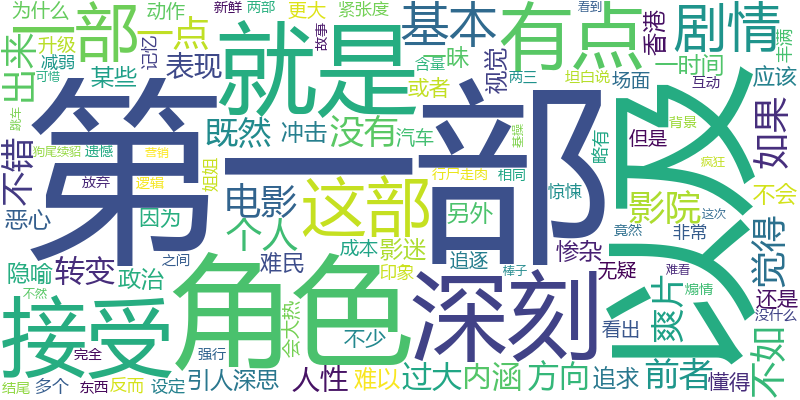 为什么
动作
新鲜
两部
更大
紧张度
看到
一部
一点
升级
减弱
某些
可惜
记忆
表现
故事
就是
基本
昧
或者
含蓄
视觉
两三
有点
香港
一时间
坦白说
场面
互动
剧情
丰满
应该
出来
跳车
不错
狗尾续貂
遗憾
营销
放弃
逻辑
姐姐
恶心
因为
既然
冲击
没有
汽车
基操
行尸走肉
相同
略有
但是
背景
疯狂
如果
第一部
以及
这部
电影
个人
另外
惊悚
影院
不会
竟然
非常
这次
觉得
隐喻
转变
政治
之间
难民
成本
影迷
印象
追逐
棒子
惨杂
无疑
爽片
难看
煽情
还是
没什么
接受
不然
角色
会大热
不少
深刻
看出
不如
结尾
完全
多个
东西
反而
强行
设定
引人深思
人性
难以
过大
内涵
方向
追求
前者
懂得